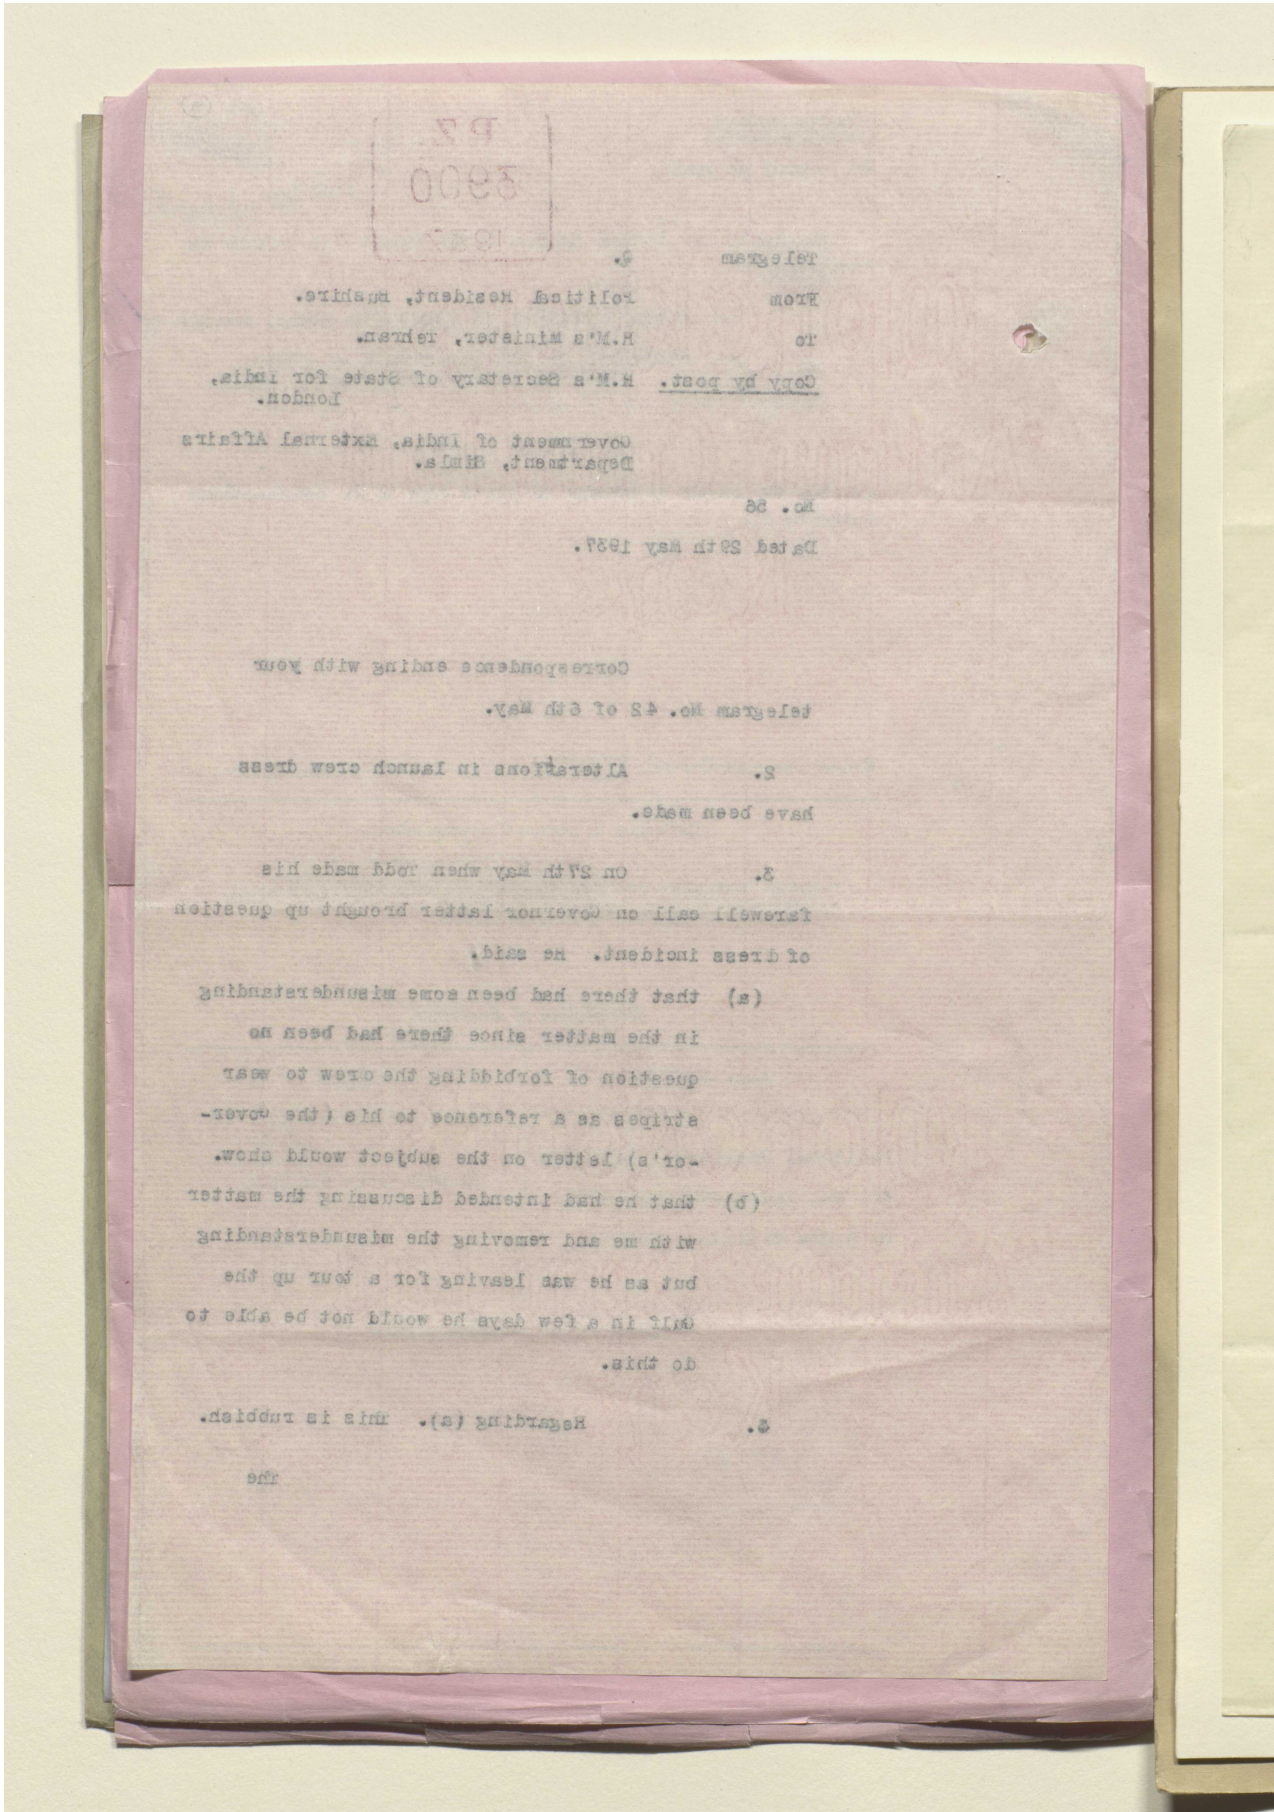 P.Z.
3900
1937
Telegram Q.
From Political Resident, Bushire.
To H.M's Minister, Tehran.
Copy by post. H.M's Secretary of State for India,
London.
Government of India, External Affairs
Department, Simla.
No. 56
Dated 29th May 1937.
Correspondence ending with your
telegram No. 42 of 6th May.
2. Alterations in launch crew dress
have been made.
3. On 27th May when Todd made his
farewell call on Governor latter brought up question
of dress incident. He said.
(a) that there had been some misunderstanding
in the matter since there had been no
question of forbidding the crew to wear
stripes as a reference to his (the Gover-
-or's) letter on the subject would show.
(b) that he had intended discussing the matter
with me and removing the misunderstanding
but as he was leaving for a tour up the
Gulf in a few days he would not be able to
do this.
4. Regarding (a). This is rubbish.
The